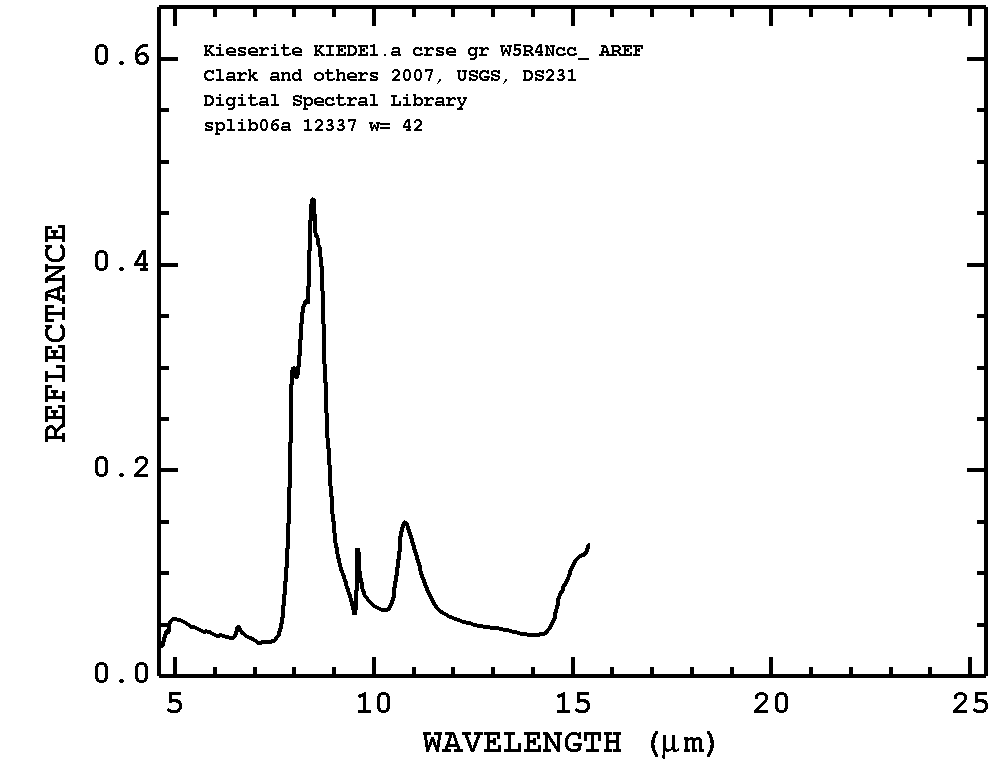 Kieserite KIEDE1.a crse gr W5R4Ncc_ AREF
Clark and others 2007, USGS, DS231
Digital Spectral Library
splib06a 12337 w= 42
REFLECTANCE
0.6
0.4
0.2
0.0
5 10 15 20 25
WAVELENGTH (μm)